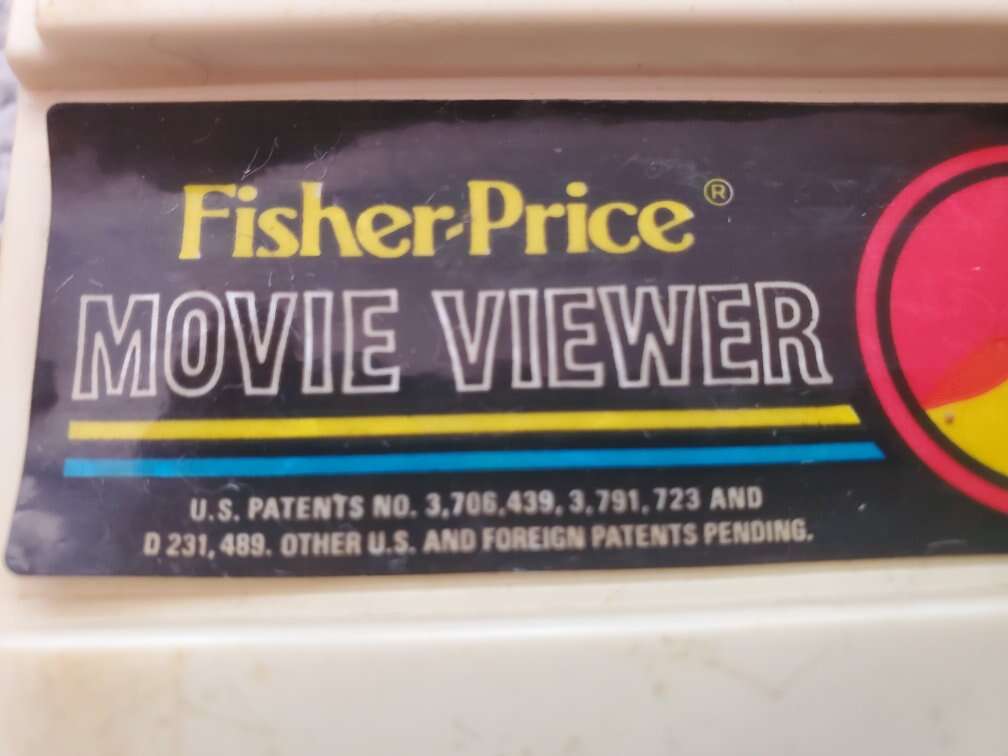 Fisher-Price®
MOVIE VIEWER
U.S. PATENTS NO. 3,706,439, 3,791,723 AND
D 231,489. OTHER U.S. AND FOREIGN PATENTS PENDING.